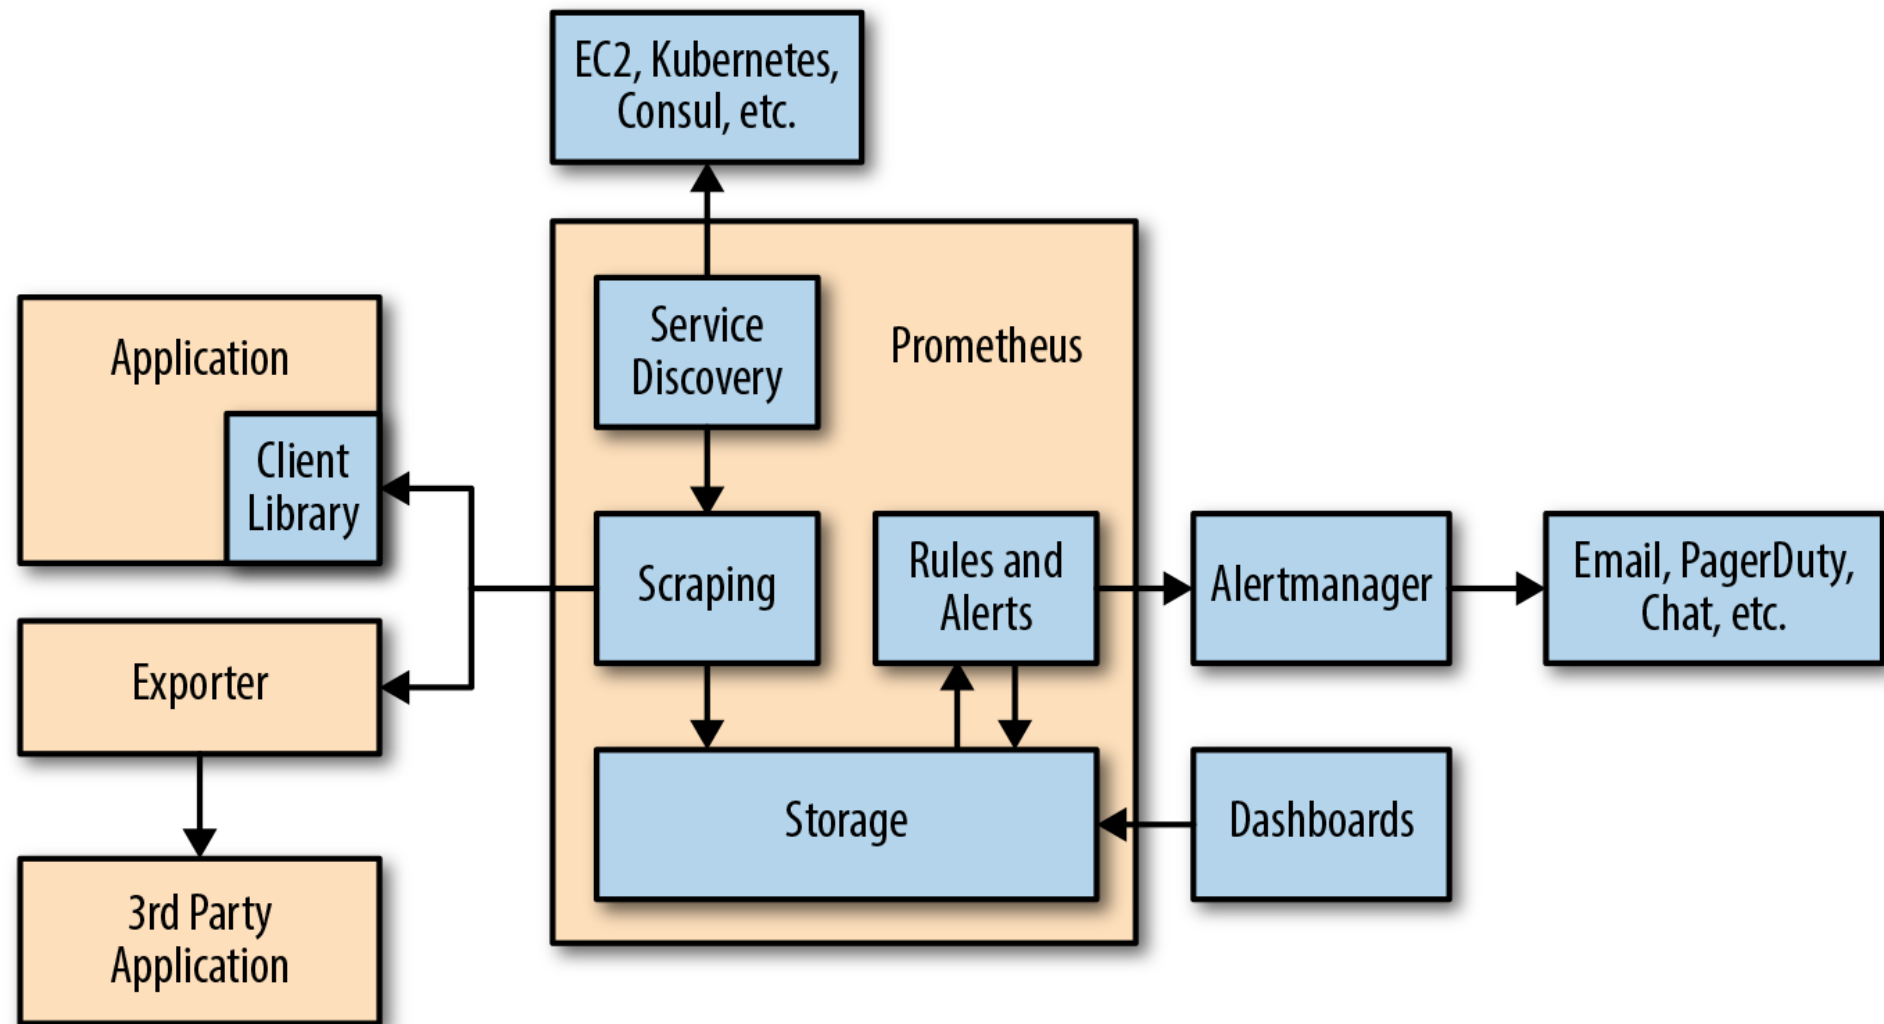 EC2, Kubernetes,
Consul, etc.
Service
Discovery
Prometheus
Application
Client
Library
Scraping
Rules and
Alerts
Alertmanager
Email, PagerDuty,
Chat, etc.
Exporter
Storage
Dashboards
3rd Party
Application